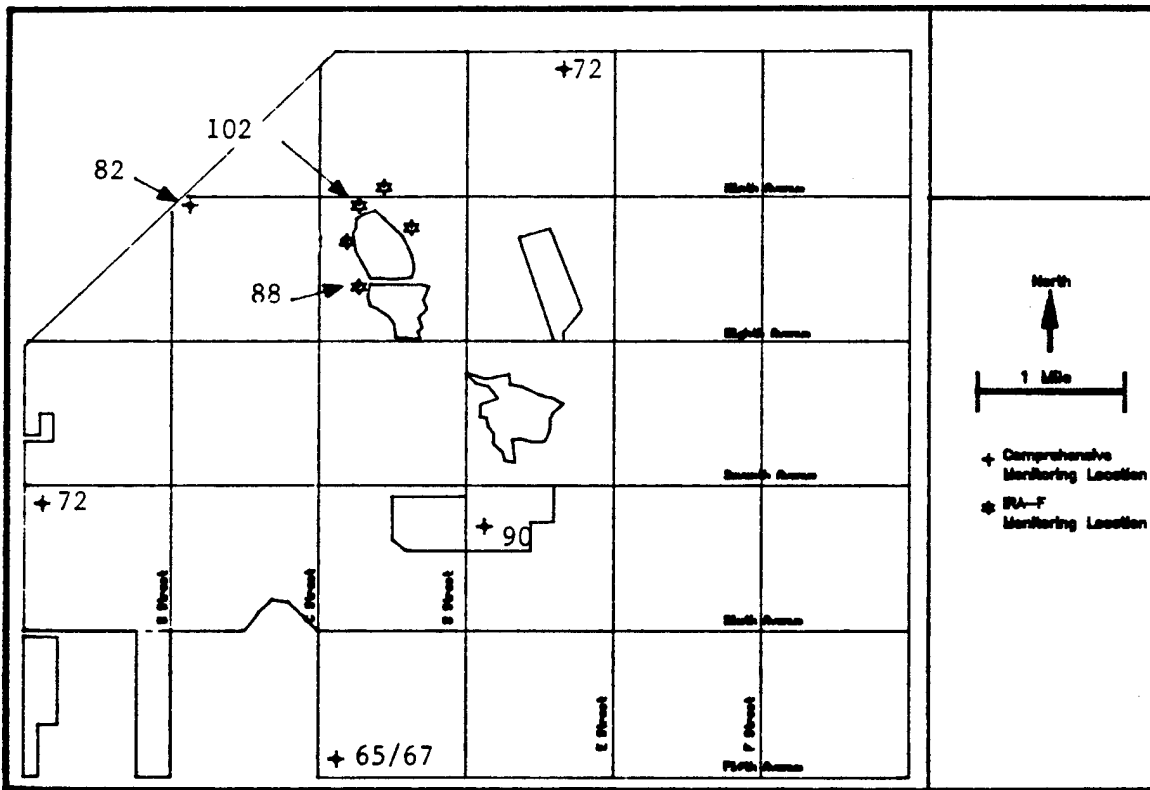 72
102
82
Ninth Avenue
88
North
Eighth Avenue
1 Mile
+ Comprehensive
Monitoring Location
Seventh Avenue
IRA-F
Monitoring Location
72
90
B Street
C Street
D Street
Sixth Avenue
E Street
F Street
65/67
Fifth Avenue